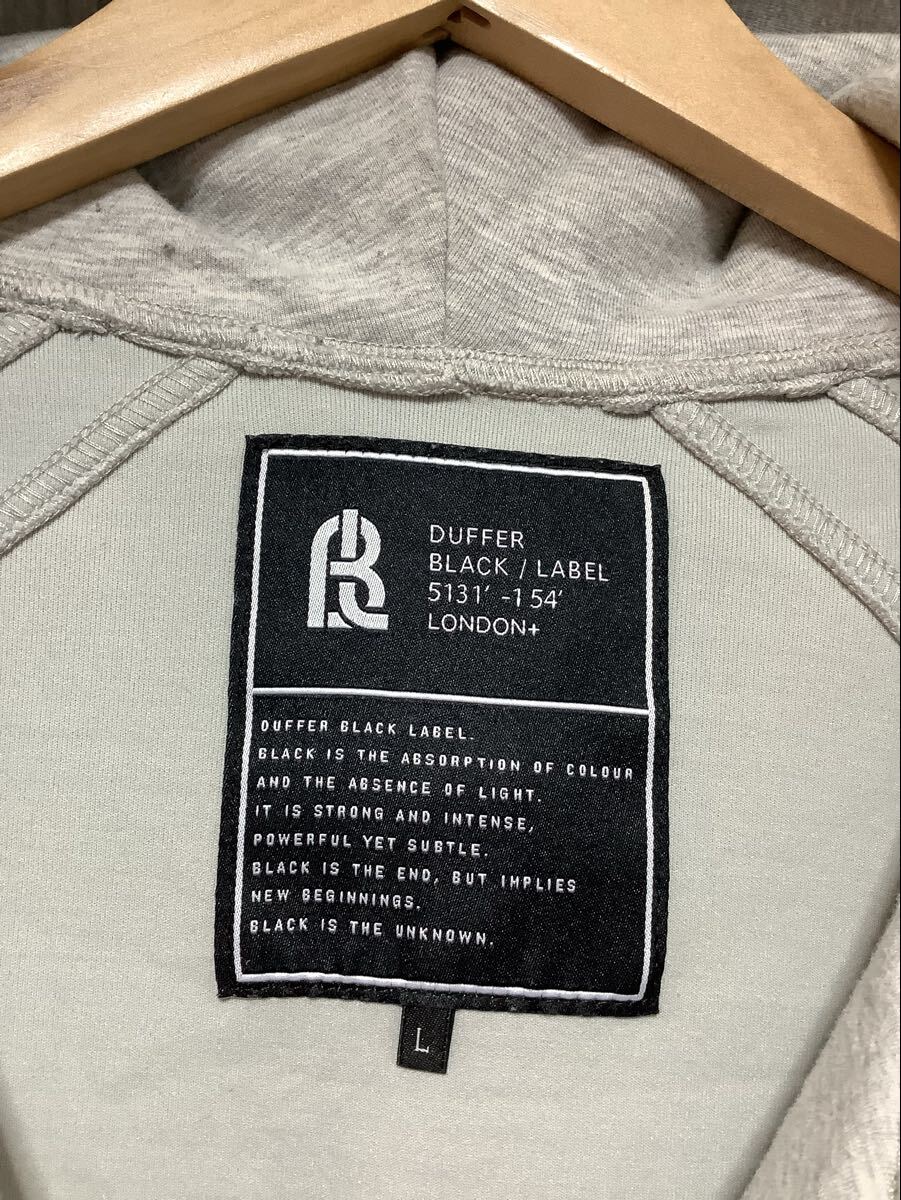 DUFFER
BLACK / LABEL
5131′ -1 54′
LONDON+
DUFFER BLACK LABEL.
BLACK IS THE ABSORPTION OF COLOUR
AND THE ABSENCE OF LIGHT.
IT IS STRONG AND INTENSE,
POWERFUL YET SUBTLE.
BLACK IS THE END, BUT IMPLIES
NEW BEGINNINGS.
BLACK IS THE UNKNOWN.
L